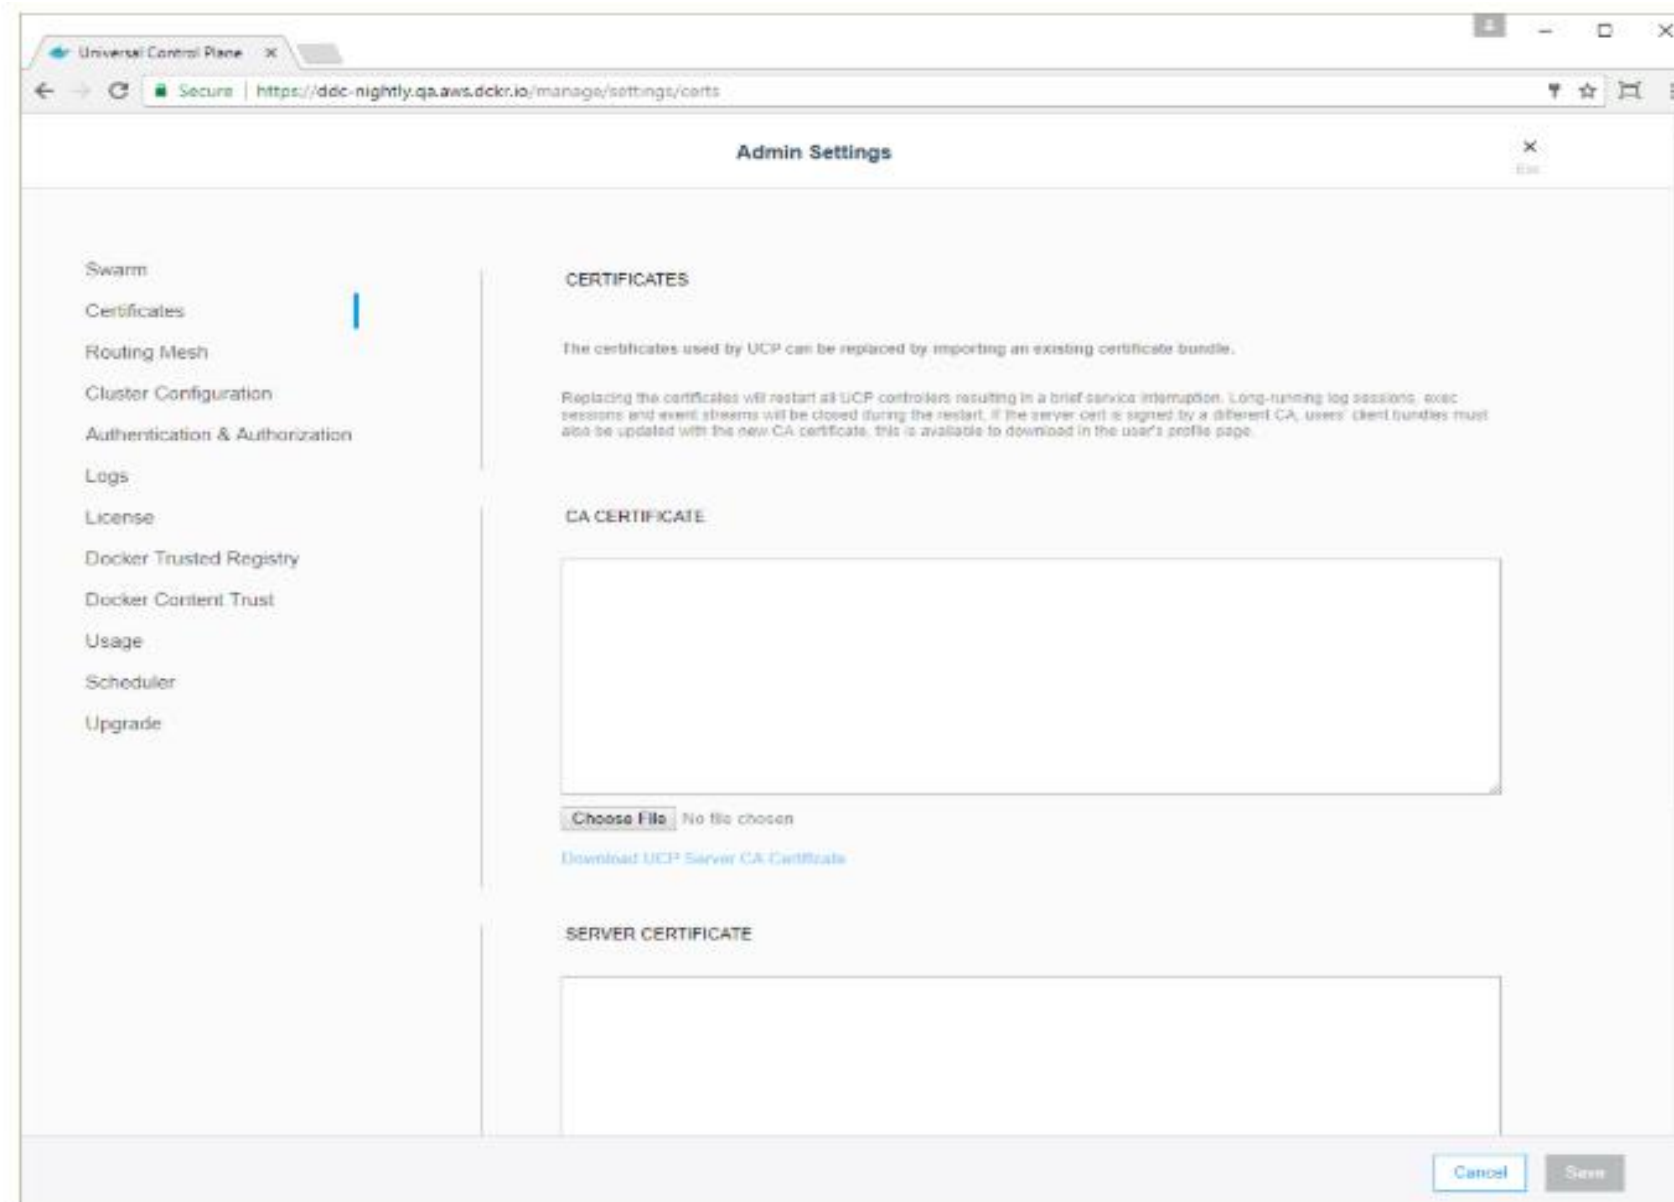 Universal Control Plane
Secure https://ddc-nightly.qa.aws.dckr.io/manage/settings/certs
Admin Settings
Esc
Swarm
Certificates
Routing Mesh
Cluster Configuration
Authentication & Authorization
Logs
License
Docker Trusted Registry
Docker Content Trust
Usage
Scheduler
Upgrade
CERTIFICATES
The certificates used by UCP can be replaced by importing an existing certificate bundle.
Replacing the certificates will restart all UCP controllers resulting in a brief service interruption. Long-running log sessions, exec
sessions and event streams will be closed during the restart. If the server cert is signed by a different CA, users' client bundles must
also be updated with the new CA certificate, this is available to download in the user's profile page.
CA CERTIFICATE
Choose File No file chosen
Download UCP Server CA Certificate
SERVER CERTIFICATE
Cancel Save